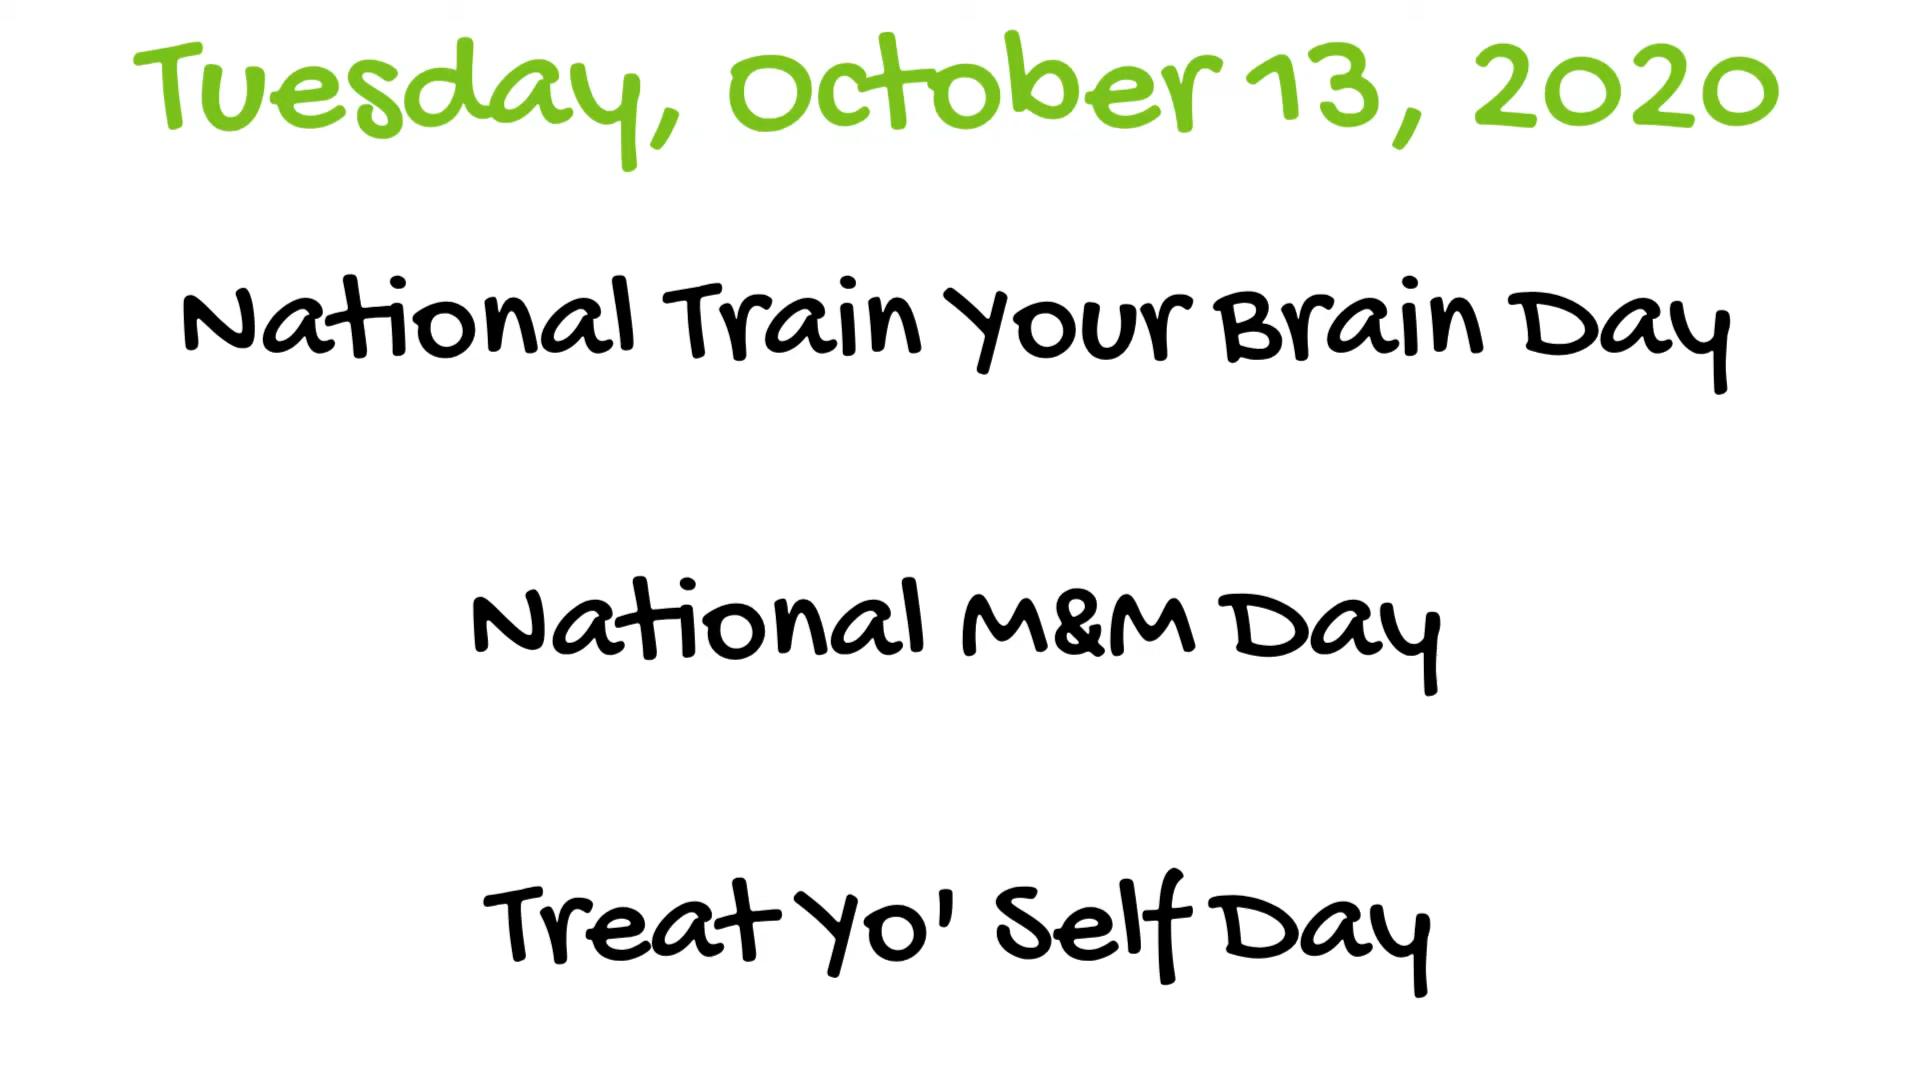 Tuesday, October 13, 2020
National Train Your Brain Day
National M&M Day
Treat Yo' Self Day